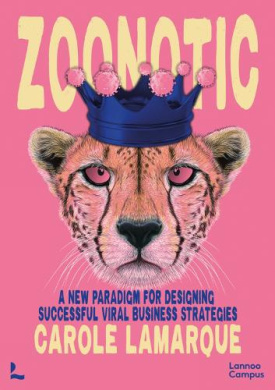 ZOONOTIC
A NEW PARADIGM FOR DESIGNING
SUCCESSFUL VIRAL BUSINESS STRATEGIES
CAROLE LAMARQUE
Lannoo
Campus